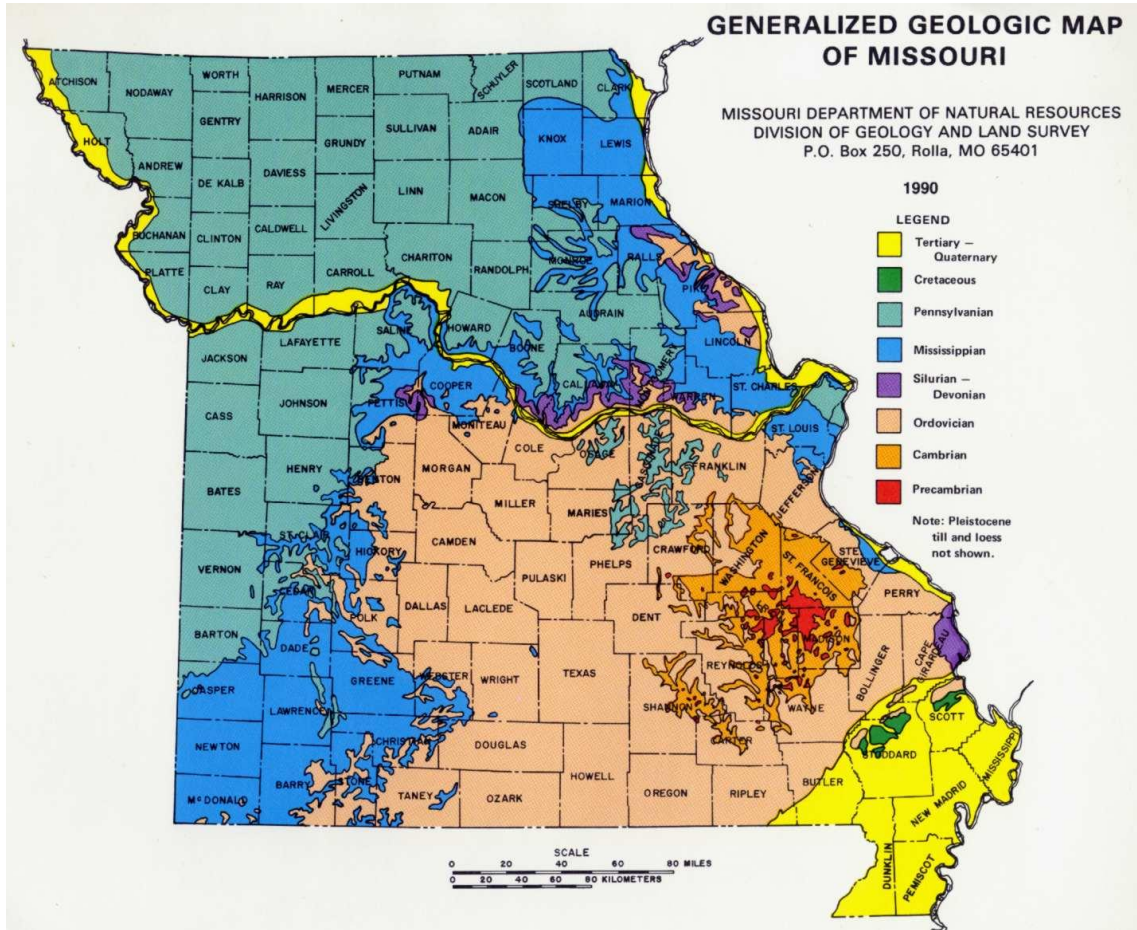 GENERALIZED GEOLOGIC MAP
OF MISSOURI
MISSOURI DEPARTMENT OF NATURAL RESOURCES
DIVISION OF GEOLOGY AND LAND SURVEY
P.O. Box 250, Rolla, MO 65401
1990
LEGEND
Tertiary –
Quaternary
Cretaceous
Pennsylvanian
Mississippian
Silurian –
Devonian
Ordovician
Cambrian
Precambrian
Note: Pleistocene
till and loess
not shown.
ATCHISON
NODAWAY
WORTH
HARRISON
MERCER
PUTNAM
SCHUYLER
SCOTLAND
CLARK
HOLT
GENTRY
GRUNDY
SULLIVAN
ADAIR
KNOX
LEWIS
ANDREW
DE KALB
DAVIESS
LIVINGSTON
LINN
MACON
SHELBY
MARION
BUCHANAN
CLINTON
CALDWELL
CHARITON
RANDOLPH
MONROE
RALLS
PIKE
PLATTE
CLAY
RAY
CARROLL
SALINE
HOWARD
BOONE
AUDRAIN
LINCOLN
JACKSON
LAFAYETTE
COOPER
CALLAWAY
MONTGOMERY
WARREN
ST. CHARLES
CASS
JOHNSON
PETTIS
MONITEAU
COLE
OSAGE
GASCONADE
FRANKLIN
ST. LOUIS
HENRY
BENTON
MORGAN
MILLER
MARIES
JEFFERSON
BATES
ST. CLAIR
HICKORY
CAMDEN
PULASKI
PHELPS
CRAWFORD
WASHINGTON
ST. FRANCOIS
STE.
GENEVIEVE
PERRY
VERNON
CEDAR
POLK
DALLAS
LACLEDE
DENT
MADISON
BARTON
DADE
GREENE
WEBSTER
WRIGHT
TEXAS
REYNOLDS
BOLLINGER
CAPE
GIRARDEAU
JASPER
LAWRENCE
SHANNON
WAYNE
SCOTT
NEWTON
CHRISTIAN
DOUGLAS
HOWELL
CARTER
STODDARD
MISSISSIPPI
Mc DONALD
BARRY
STONE
TANEY
OZARK
OREGON
RIPLEY
BUTLER
NEW MADRID
DUNKLIN
PEMISCOT
SCALE
0 20 40 60 80 MILES
0 20 40 60 80 KILOMETERS